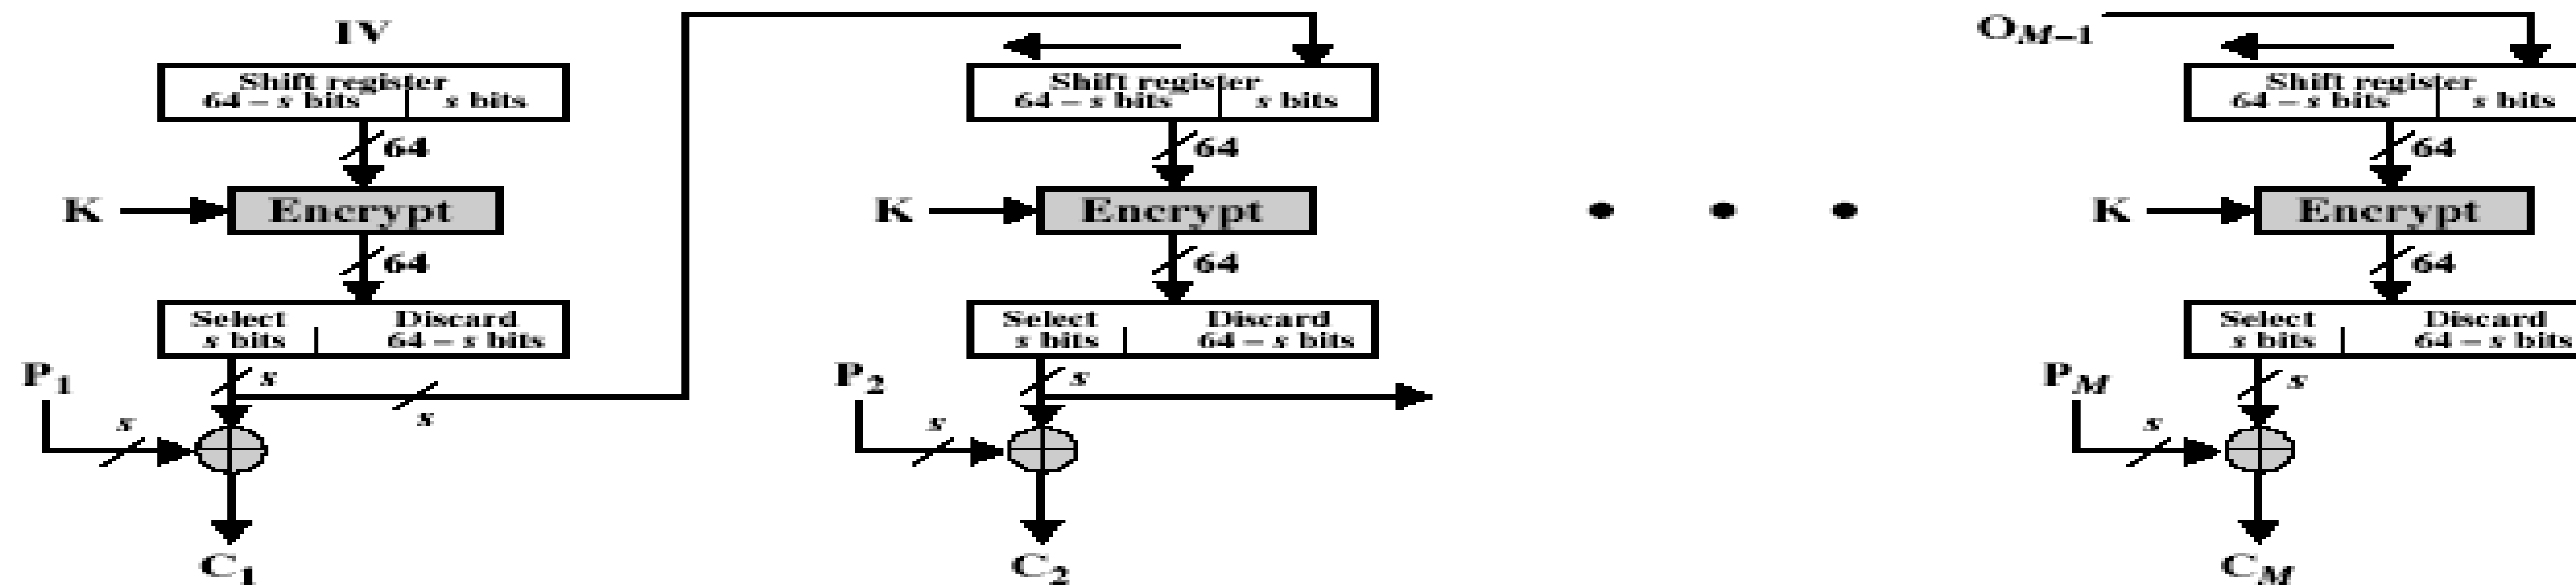 IV
Shift register
64 – s bits | s bits
64
K
Encrypt
64
Select Discard
s bits 64 – s bits
P1
s
s
s
C1
Shift register
64 – s bits | s bits
64
K
Encrypt
64
Select Discard
s bits 64 – s bits
P2
s
s
C2
OM–1
Shift register
64 – s bits | s bits
64
K
Encrypt
64
Select Discard
s bits 64 – s bits
PM
s
s
CM